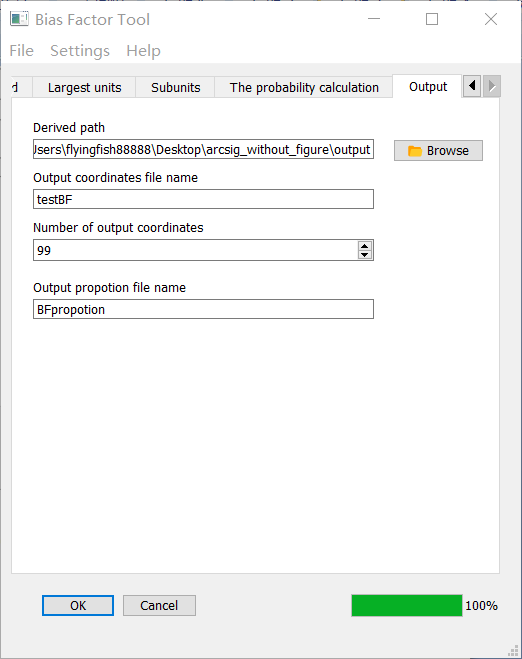 Bias Factor Tool
File Settings Help
d Largest units Subunits The probability calculation Output
Derived path
Users\flyingfish88888\Desktop\arcsig_without_figure\output
Browse
Output coordinates file name
testBF
Number of output coordinates
99
Output propotion file name
BFpropotion
OK Cancel 100%